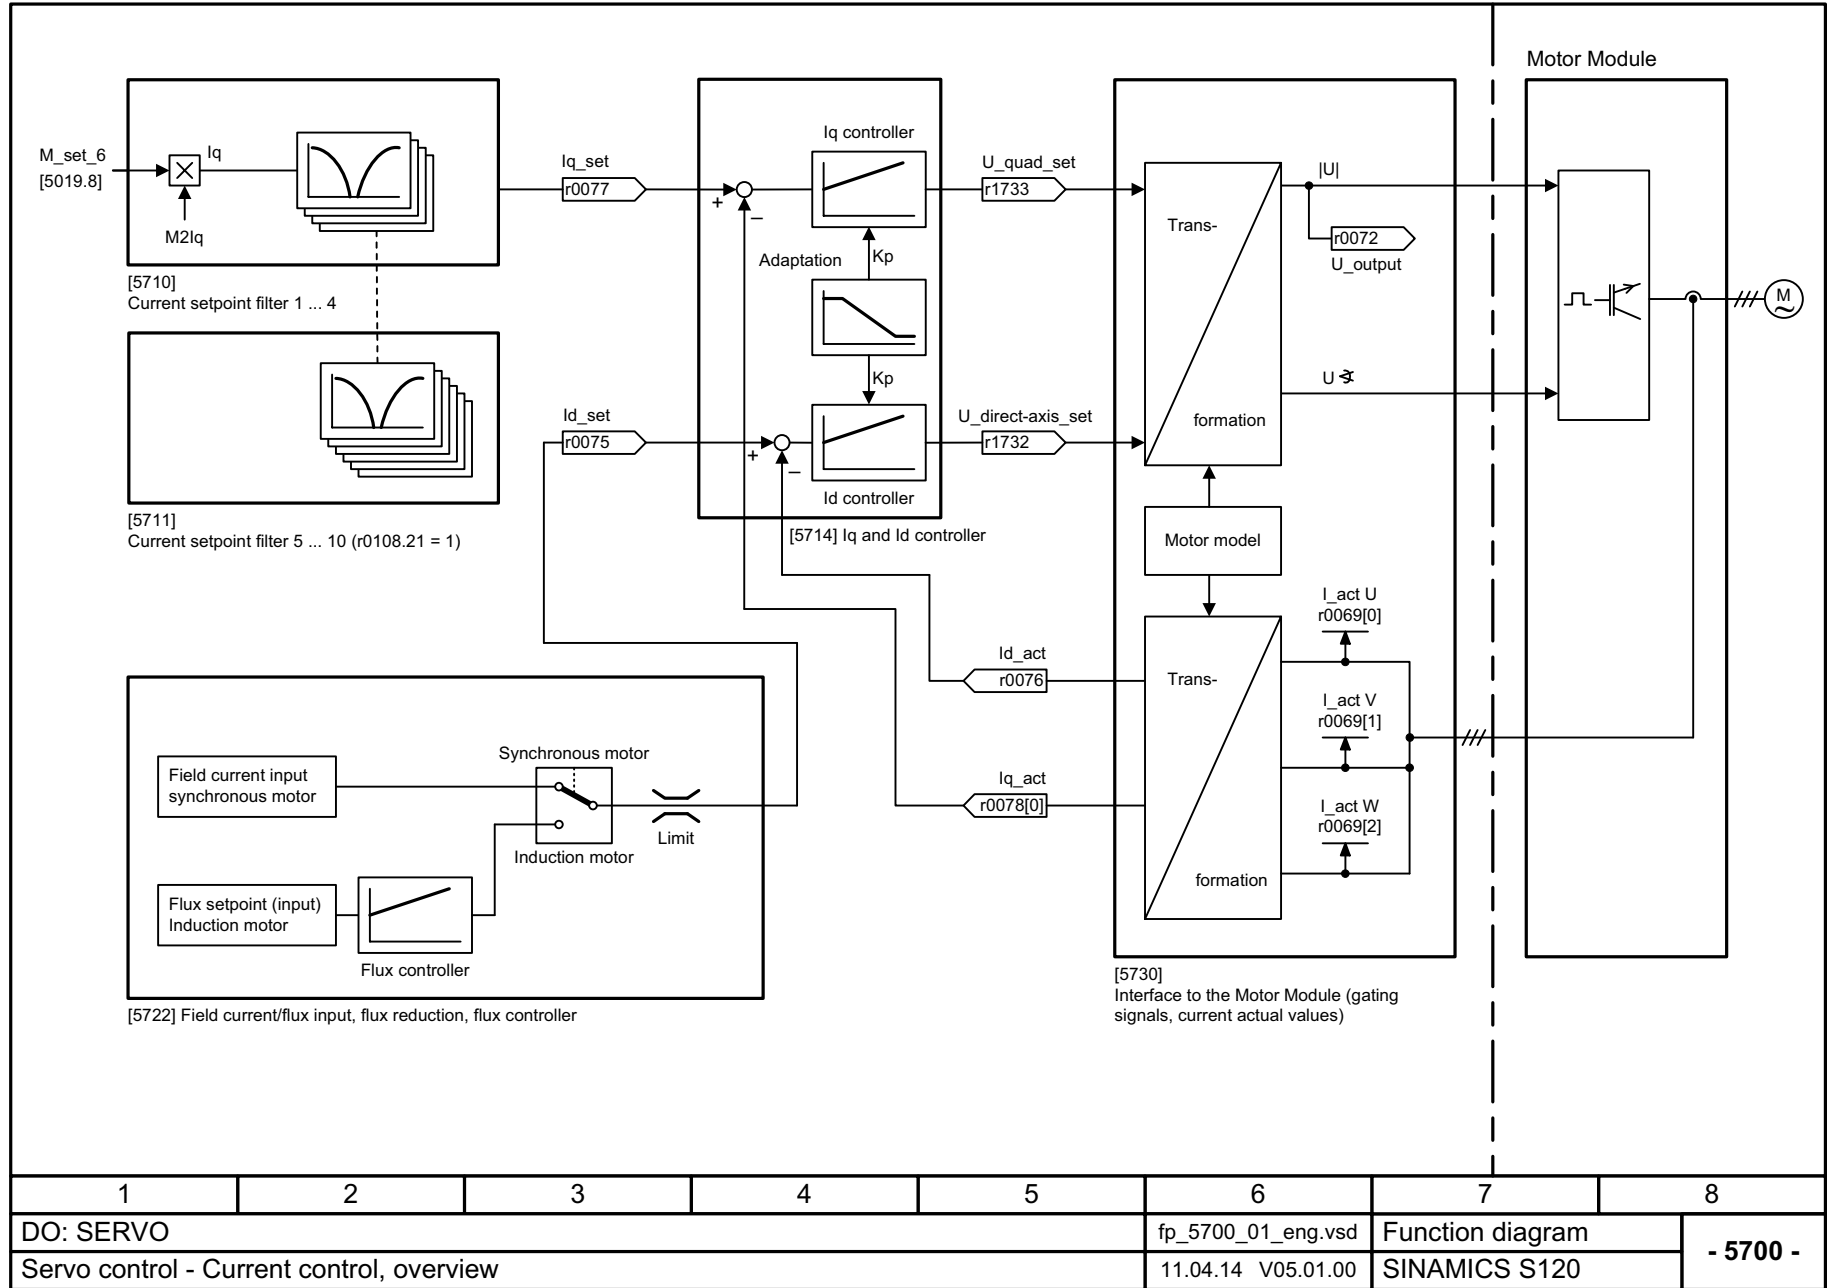 Motor Module
M_set_6
[5019.8]
Iq
M2Iq
[5710]
Current setpoint filter 1 ... 4
[5711]
Current setpoint filter 5 ... 10 (r0108.21 = 1)
Iq_set
r0077
Id_set
r0075
+
–
+
–
Iq controller
Adaptation
Kp
Kp
Id controller
[5714] Iq and Id controller
U_quad_set
r1733
U_direct-axis_set
r1732
Trans-
formation
|U|
r0072
U_output
U
M
~
Motor model
Trans-
formation
I_act U
r0069[0]
I_act V
r0069[1]
I_act W
r0069[2]
Id_act
r0076
Iq_act
r0078[0]
[5730]
Interface to the Motor Module (gating
signals, current actual values)
Field current input
synchronous motor
Synchronous motor
Induction motor
Limit
Flux setpoint (input)
Induction motor
Flux controller
[5722] Field current/flux input, flux reduction, flux controller
1 2 3 4 5 6 7 8
DO: SERVO
fp_5700_01_eng.vsd
Function diagram
- 5700 -
Servo control - Current control, overview
11.04.14 V05.01.00
SINAMICS S120